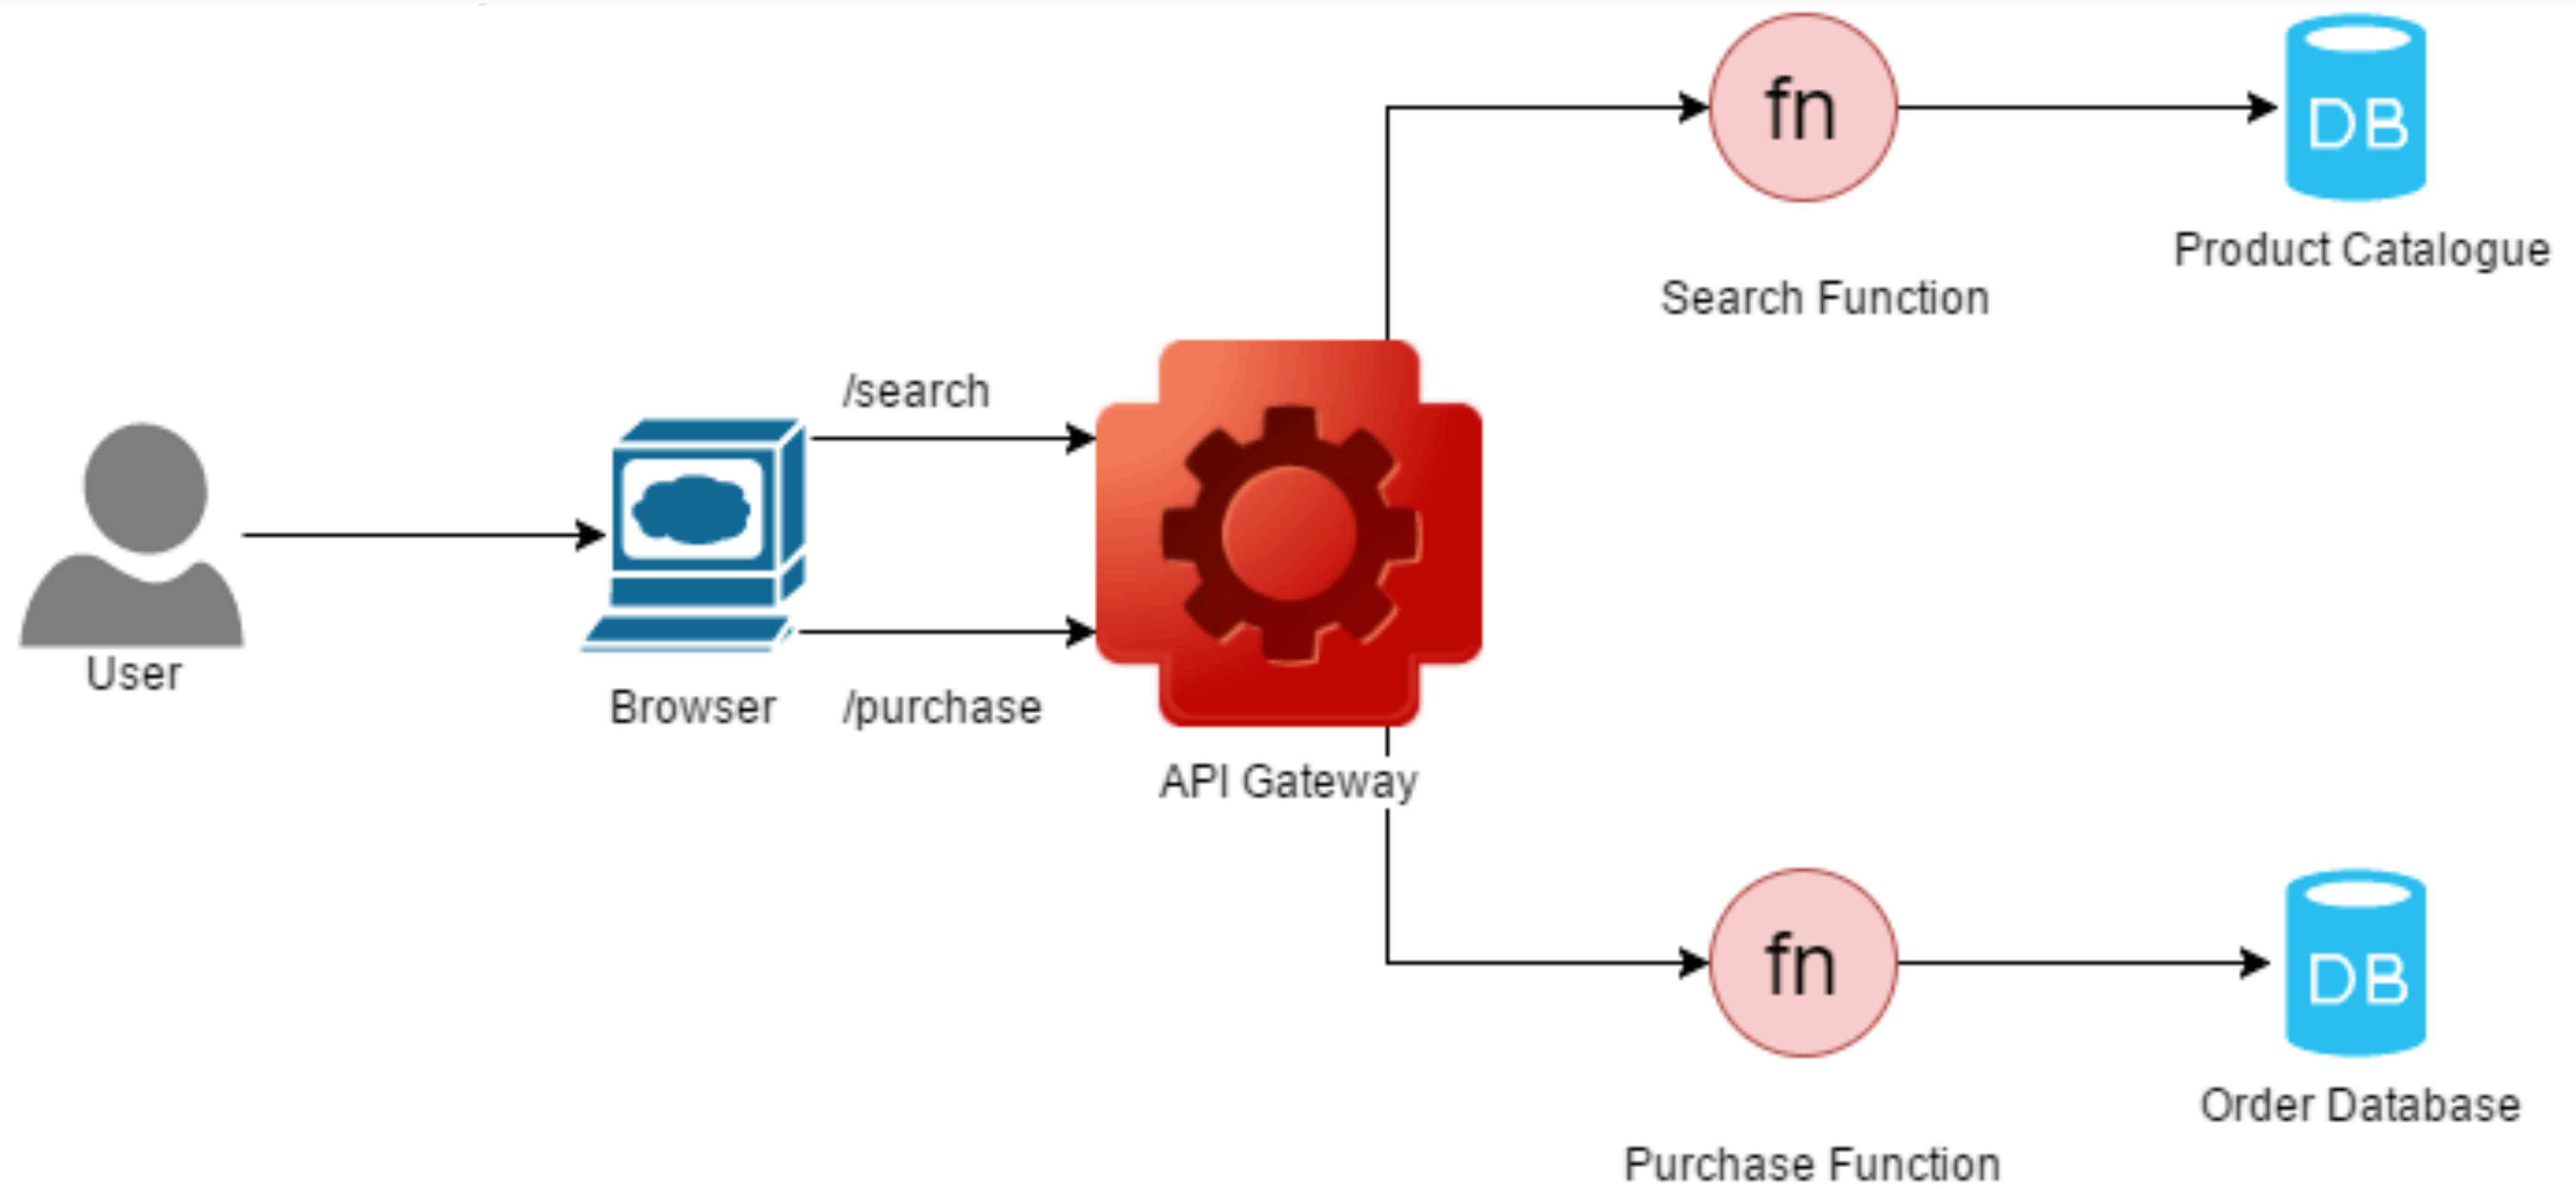 fn
DB
Product Catalogue
Search Function
/search
User
Browser
/purchase
API Gateway
fn
DB
Order Database
Purchase Function